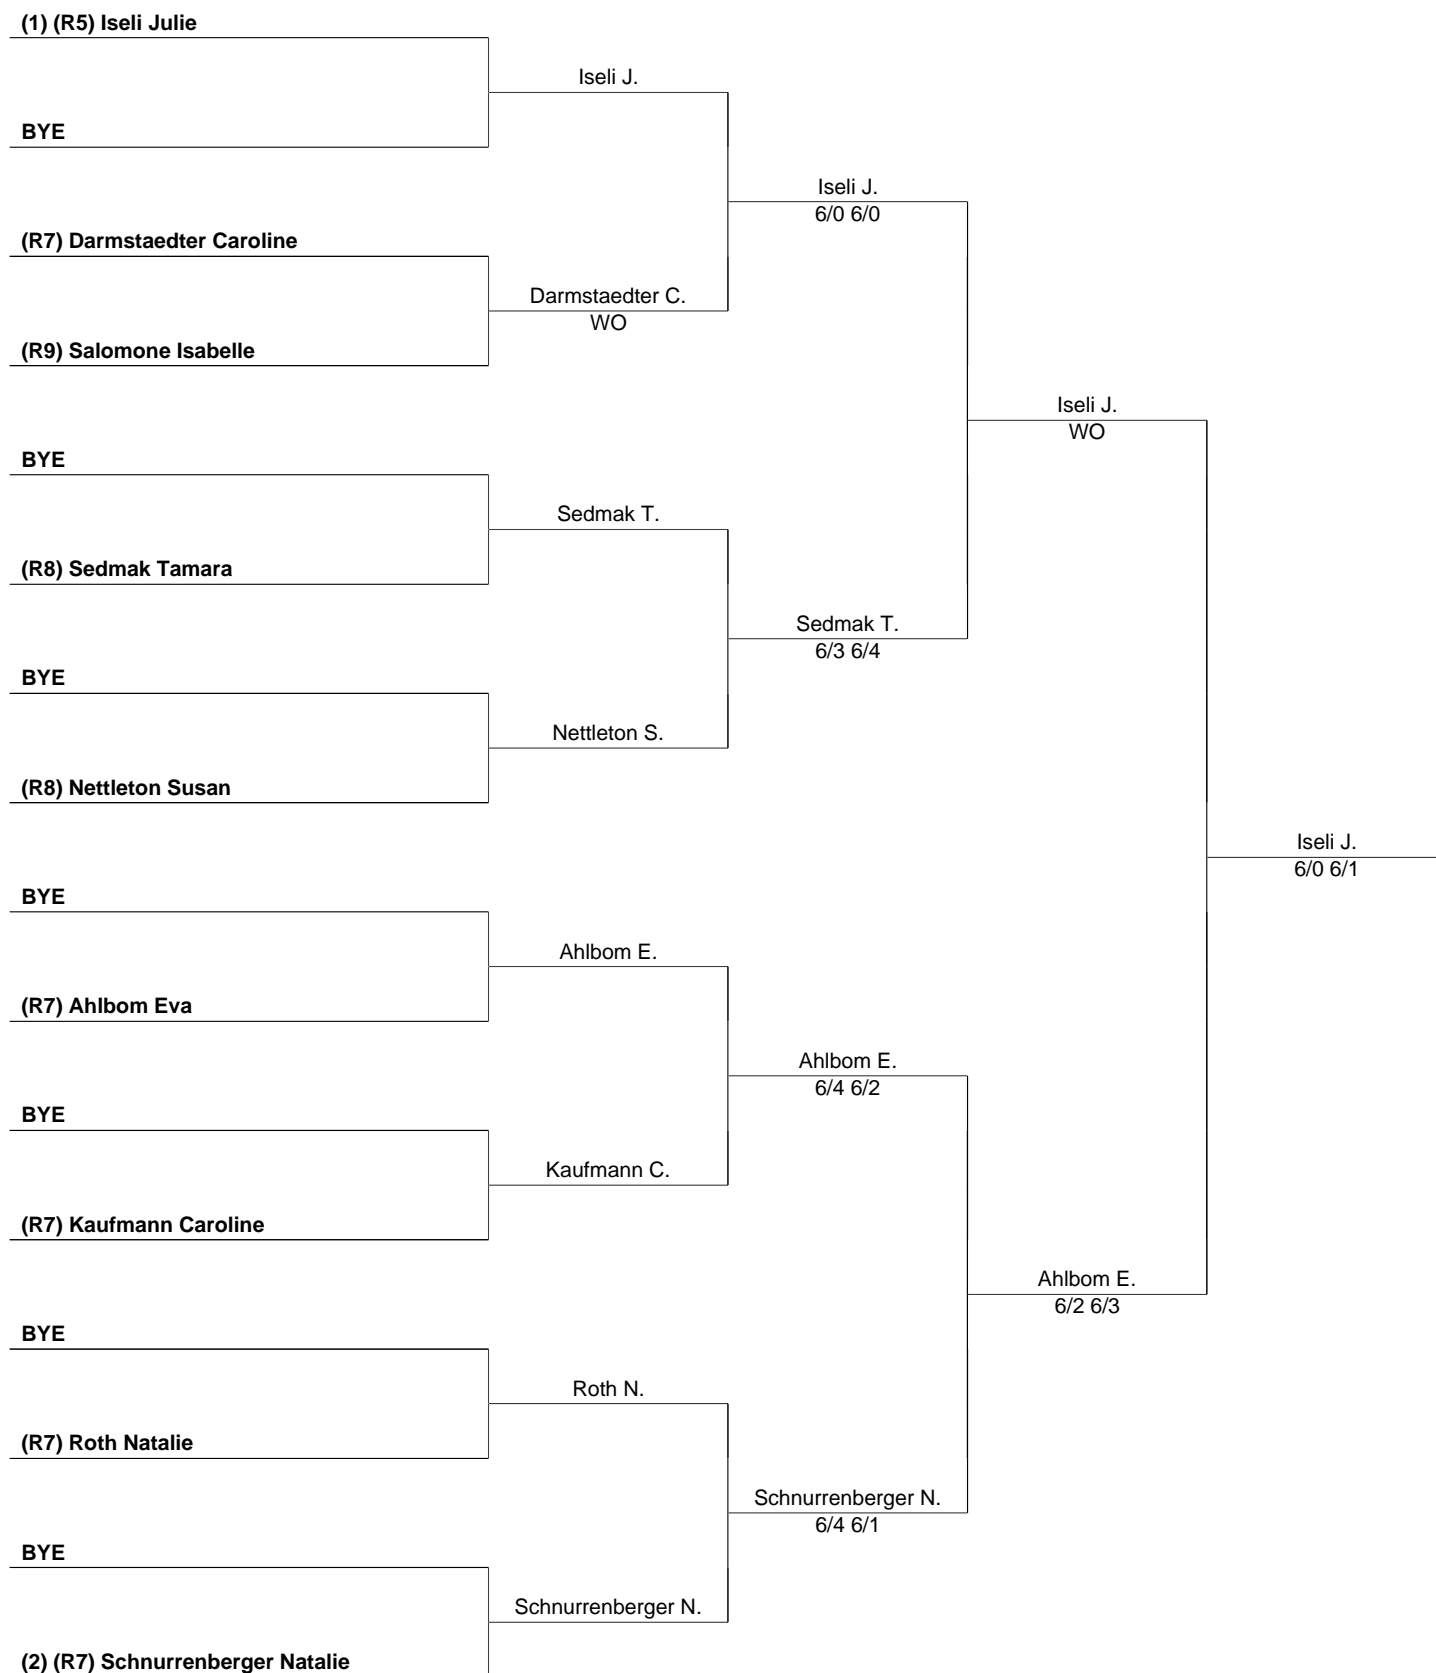 (1) (R5) Iseli Julie
Iseli J.
BYE
Iseli J.
6/0 6/0
(R7) Darmstaedter Caroline
Darmstaedter C.
WO
(R9) Salomone Isabelle
Iseli J.
WO
BYE
Sedmak T.
(R8) Sedmak Tamara
Sedmak T.
6/3 6/4
BYE
Nettleton S.
(R8) Nettleton Susan
Iseli J.
6/0 6/1
BYE
Ahlbom E.
(R7) Ahlbom Eva
Ahlbom E.
6/4 6/2
BYE
Kaufmann C.
(R7) Kaufmann Caroline
Ahlbom E.
6/2 6/3
BYE
Roth N.
(R7) Roth Natalie
Schnurrenberger N.
6/4 6/1
BYE
Schnurrenberger N.
(2) (R7) Schnurrenberger Natalie